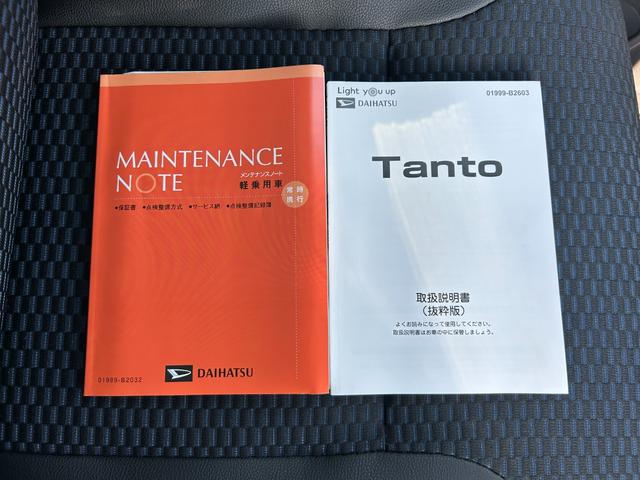 MAINTENANCE
NOTE
メンテナンスノート
軽乗用車
常時
携行
●保証書 ●点検整備方式 ●サービス網 ●点検整備記録簿
01999-B2032
DAIHATSU
Light you up
DAIHATSU
01999-B2603
Tanto
取扱説明書
(抜粋版)
よくお読みになって使用してください。
取扱説明書はお車の中に保管しましょう。